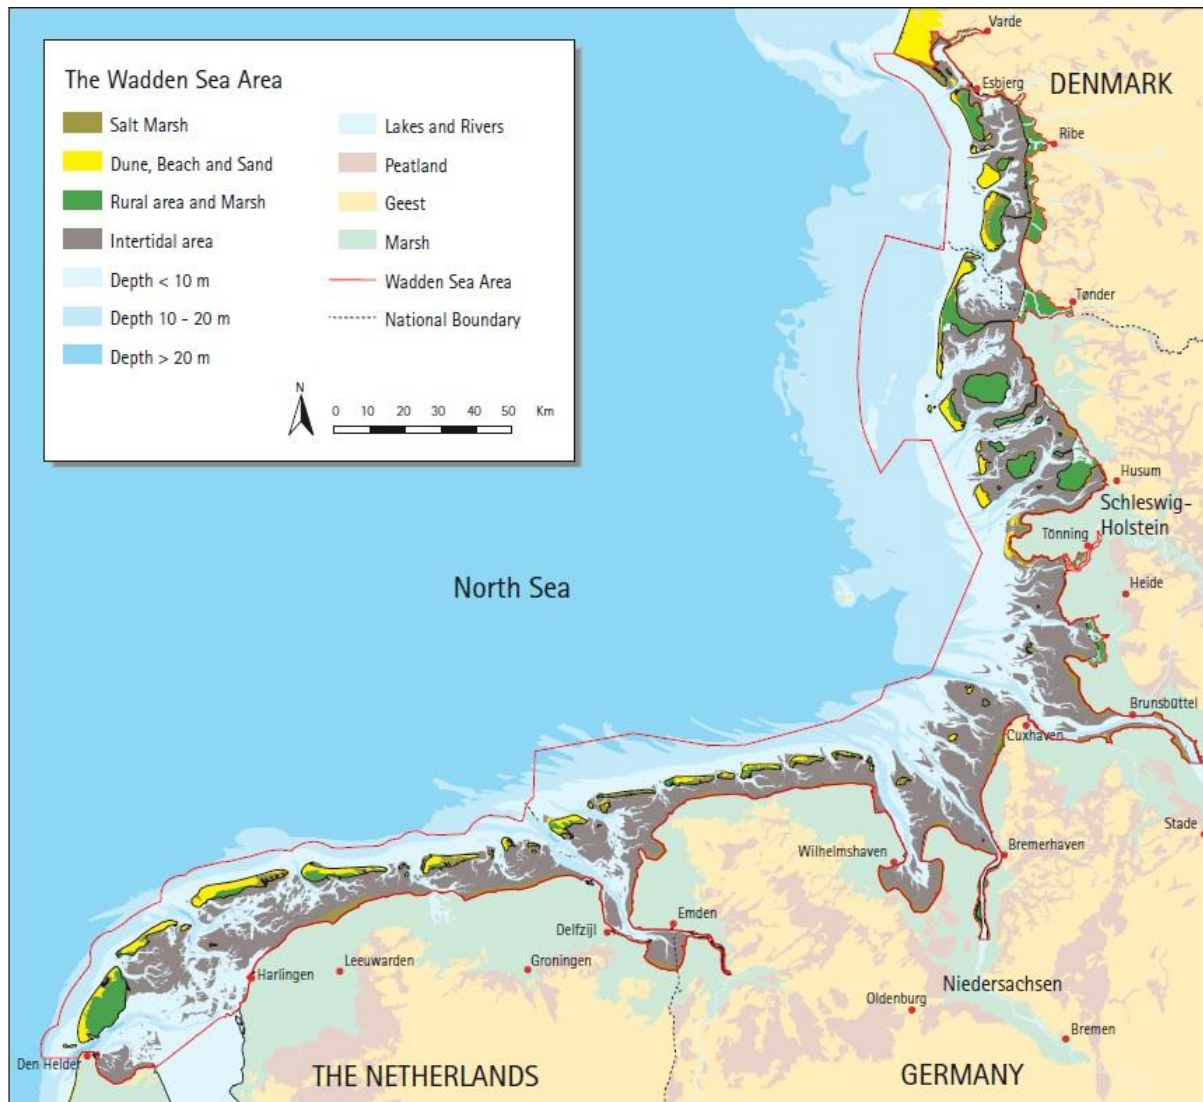 The Wadden Sea Area
Salt Marsh
Dune, Beach and Sand
Rural area and Marsh
Intertidal area
Depth < 10 m
Depth 10 - 20 m
Depth > 20 m
Lakes and Rivers
Peatland
Geest
Marsh
Wadden Sea Area
National Boundary
N
0 10 20 30 40 50 Km
Varde
Esbjerg
DENMARK
Ribe
Tønder
Husum
Schleswig-
Holstein
Tönning
Heide
North Sea
Brunsbüttel
Cuxhaven
Stade
Wilhelmshaven
Bremerhaven
Emden
Delfzijl
Groningen
Leeuwarden
Harlingen
Niedersachsen
Oldenburg
Bremen
Den Helder
THE NETHERLANDS
GERMANY